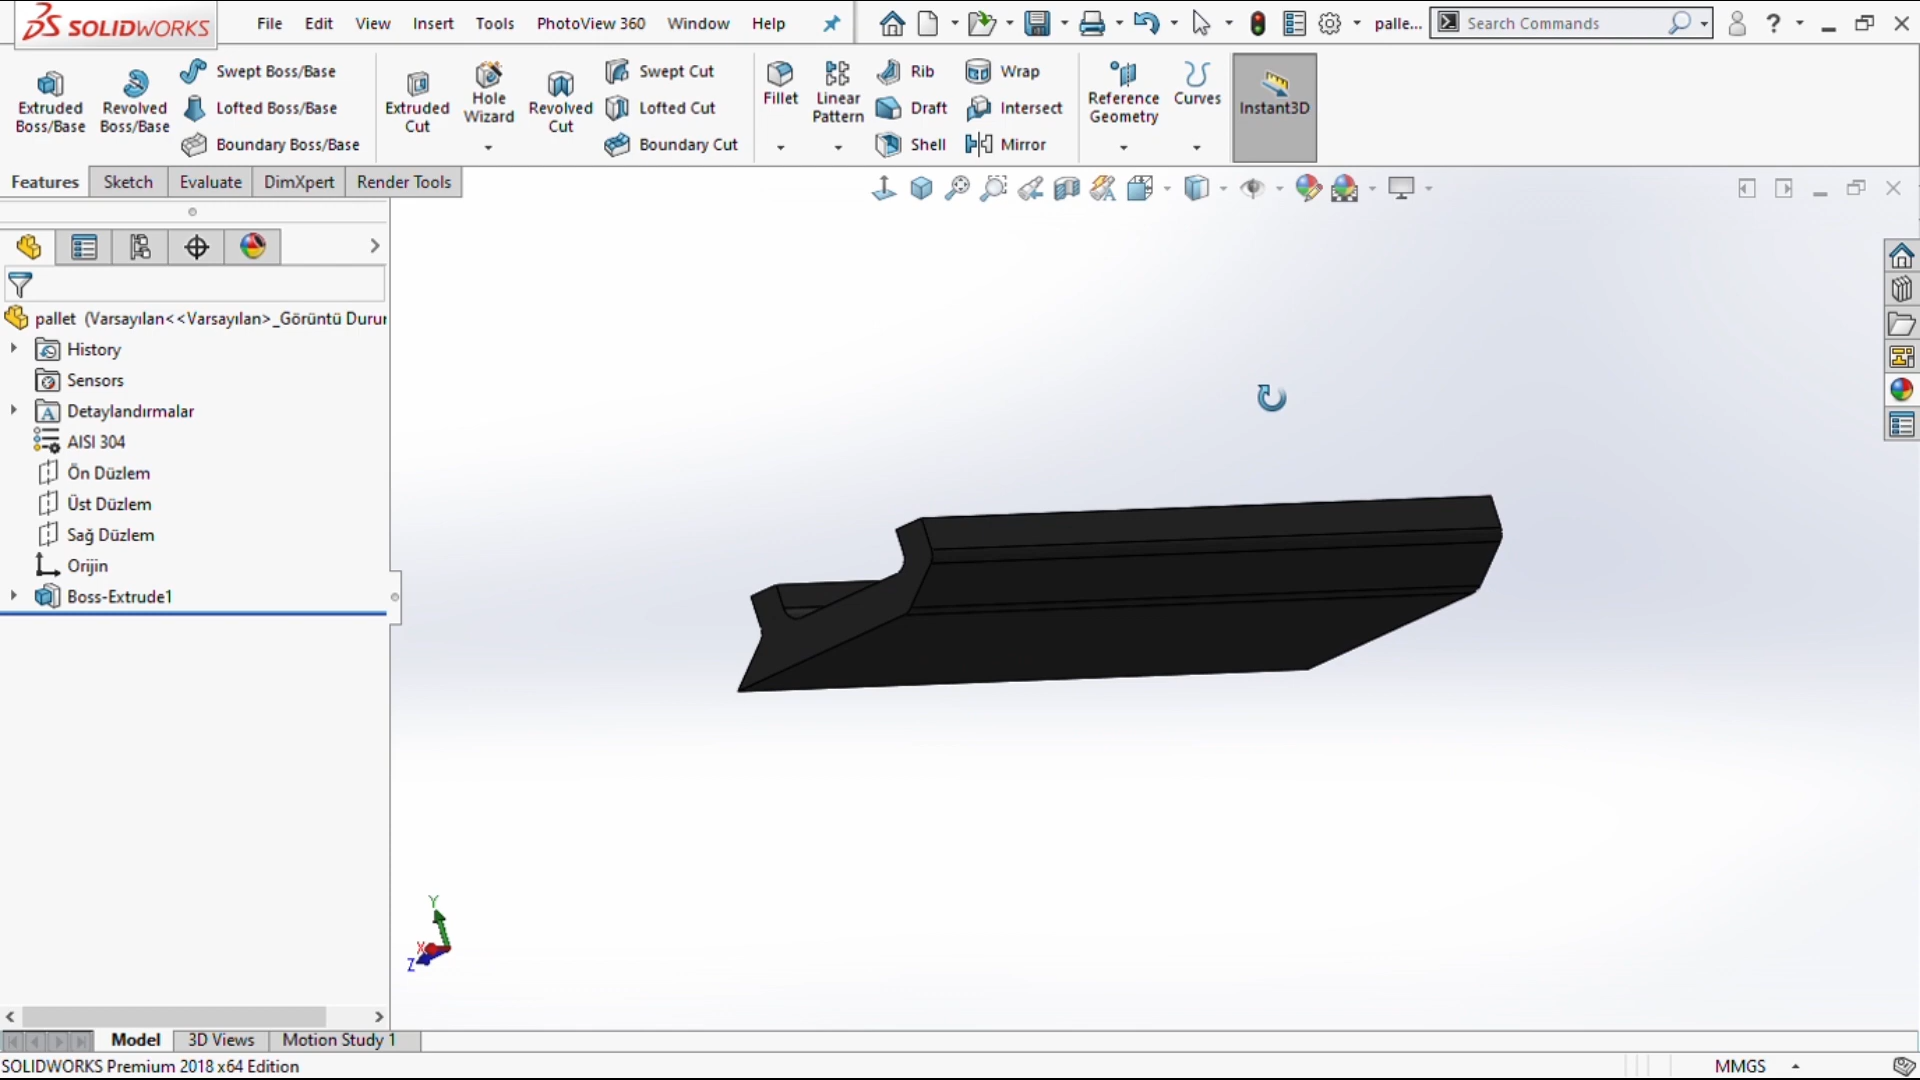 SOLIDWORKS File Edit View Insert Tools PhotoView 360 Window Help palle... Search Commands ?
Extruded Boss/Base
Revolved Boss/Base
Swept Boss/Base
Lofted Boss/Base
Boundary Boss/Base
Extruded Cut
Hole Wizard
Revolved Cut
Swept Cut
Lofted Cut
Boundary Cut
Fillet
Linear Pattern
Rib
Draft
Shell
Wrap
Intersect
Mirror
Reference Geometry
Curves
Instant3D
Features Sketch Evaluate DimXpert Render Tools
pallet (Varsayılan<<Varsayılan>_Görüntü Durur
History
Sensors
Detaylandırmalar
AISI 304
Ön Düzlem
Üst Düzlem
Sağ Düzlem
Orijin
Boss-Extrude1
Y
X
Z
Model 3D Views Motion Study 1
SOLIDWORKS Premium 2018 x64 Edition MMGS